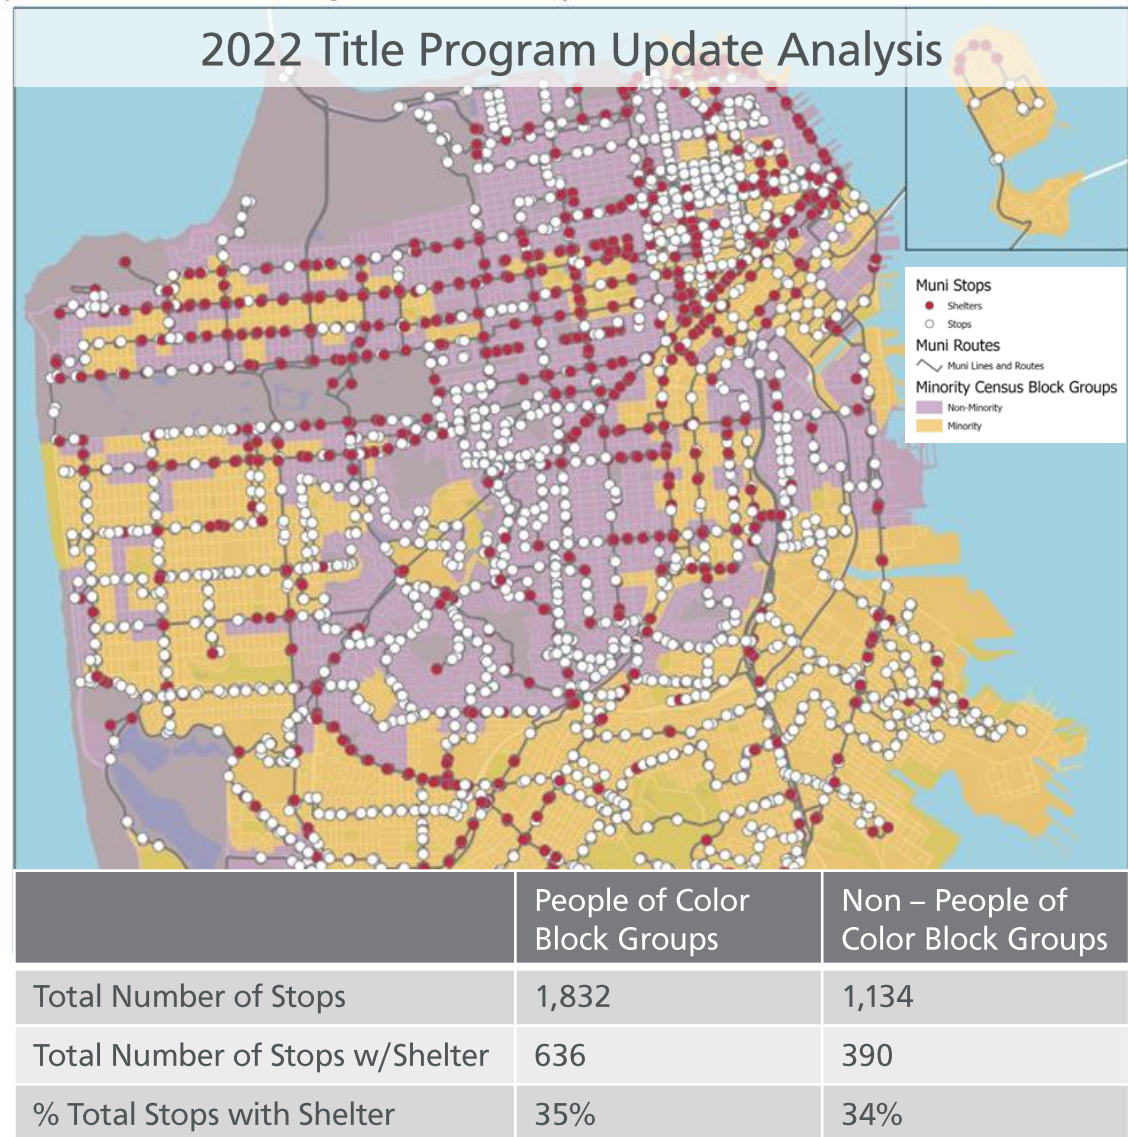 2022 Title Program Update Analysis
Muni Stops
Shelters
Stops
Muni Routes
Muni Lines and Routes
Minority Census Block Groups
Non-Minority
Minority
People of Color
Block Groups
Non – People of
Color Block Groups
Total Number of Stops 1,832 1,134
Total Number of Stops w/Shelter 636 390
% Total Stops with Shelter 35% 34%